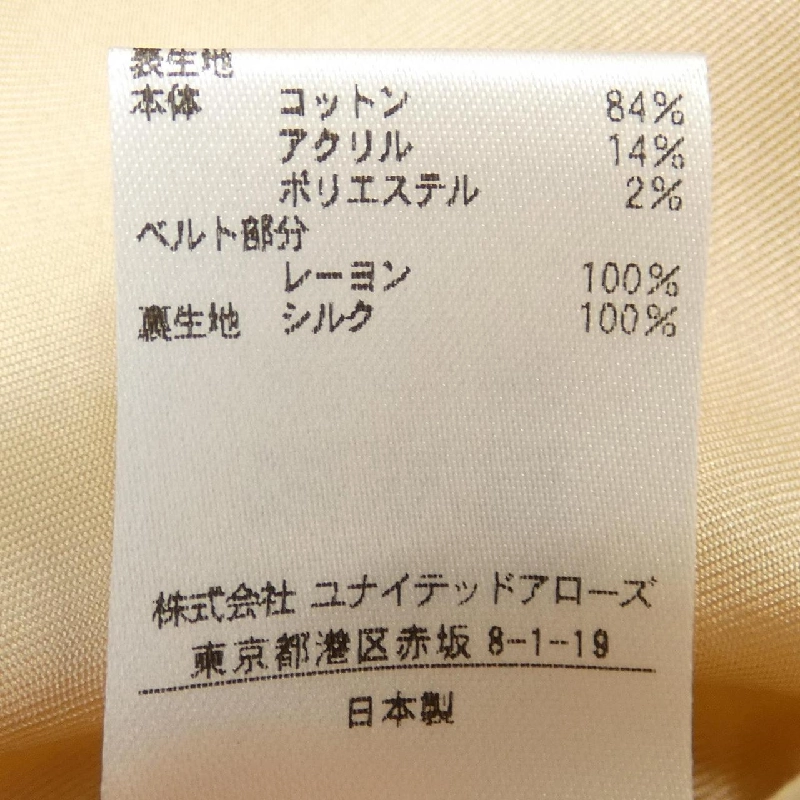 表生地
本体 コットン 84%
アクリル 14%
ポリエステル 2%
ベルト部分
レーヨン 100%
裏生地 シルク 100%
株式会社 ユナイテッドアローズ
東京都港区赤坂 8-1-19
日本製